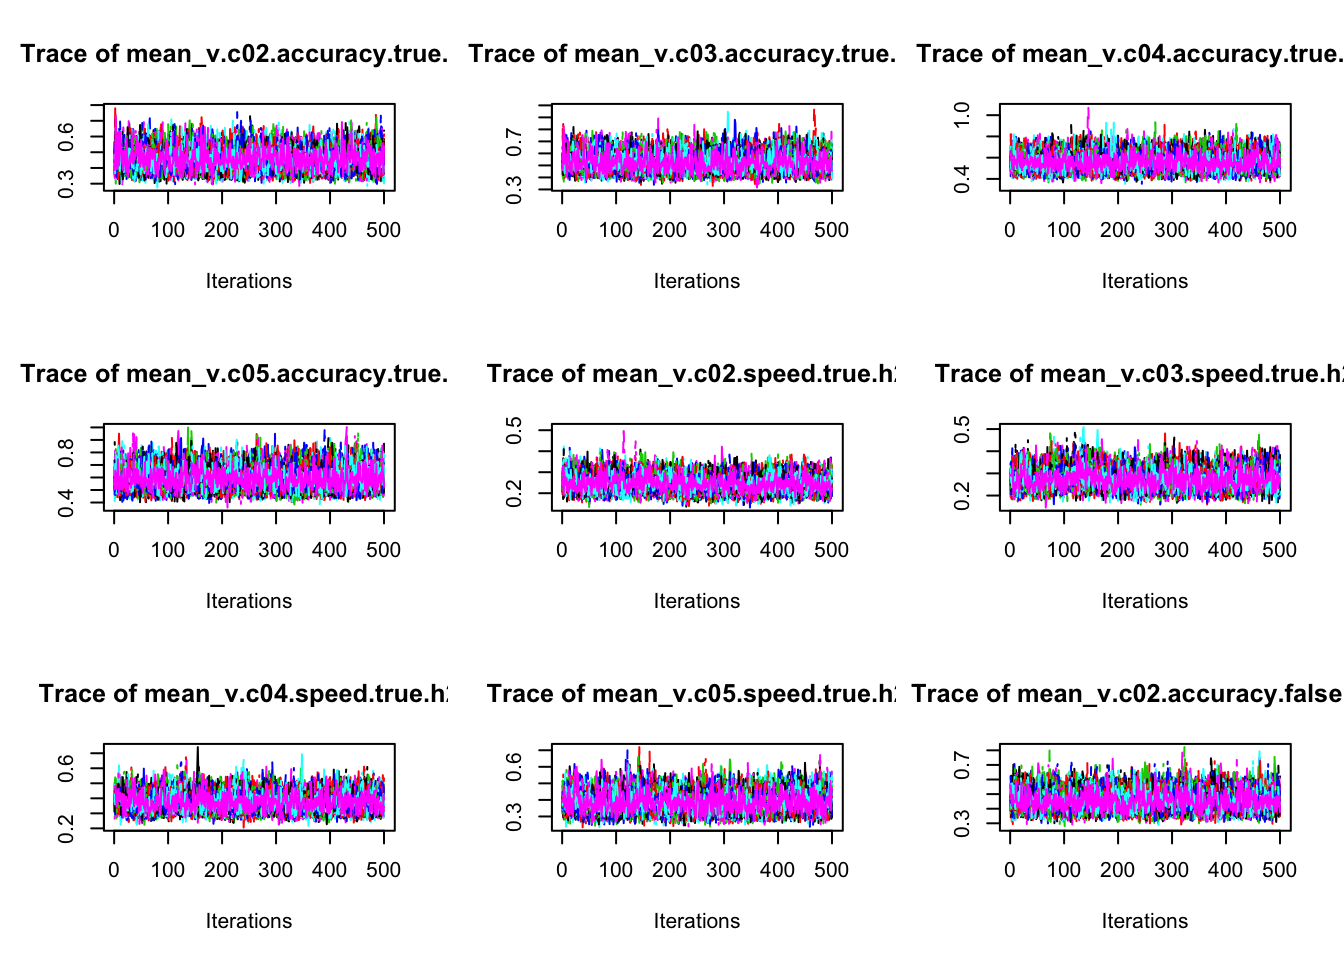 Trace of mean_v.c02.accuracy.true. Trace of mean_v.c03.accuracy.true. Trace of mean_v.c04.accuracy.true.
0.6 0.7 1.0
0.3 0.3 0.4
0 100 200 300 400 500 0 100 200 300 400 500 0 100 200 300 400 500
Iterations Iterations Iterations
Trace of mean_v.c05.accuracy.true. Trace of mean_v.c02.speed.true.h2 Trace of mean_v.c03.speed.true.h2
0.8 0.5 0.5
0.4 0.2 0.2
0 100 200 300 400 500 0 100 200 300 400 500 0 100 200 300 400 500
Iterations Iterations Iterations
Trace of mean_v.c04.speed.true.h2 Trace of mean_v.c05.speed.true.h2 Trace of mean_v.c02.accuracy.false
0.6 0.6 0.7
0.2 0.3 0.3
0 100 200 300 400 500 0 100 200 300 400 500 0 100 200 300 400 500
Iterations Iterations Iterations